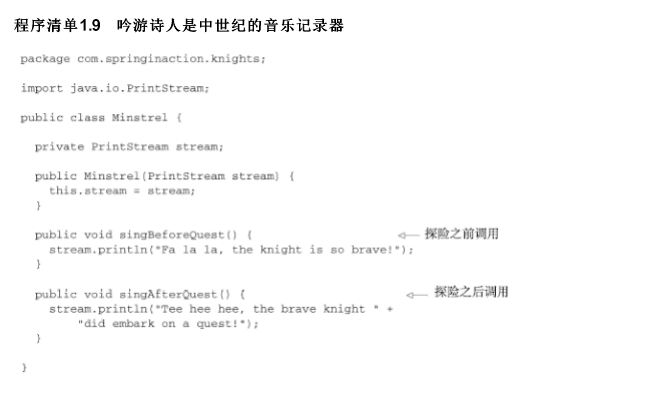 程序清单1.9 吟游诗人是中世纪的音乐记录器
package com.springinaction.knights;
import java.io.PrintStream;
public class Minstrel {
private PrintStream stream;
public Minstrel(PrintStream stream) {
this.stream = stream;
}
public void singBeforeQuest() { 探险之前调用
stream.println("Fa la la, the knight is so brave!");
}
public void singAfterQuest() { 探险之后调用
stream.println("Tee hee hee, the brave knight " +
"did embark on a quest!");
}
}